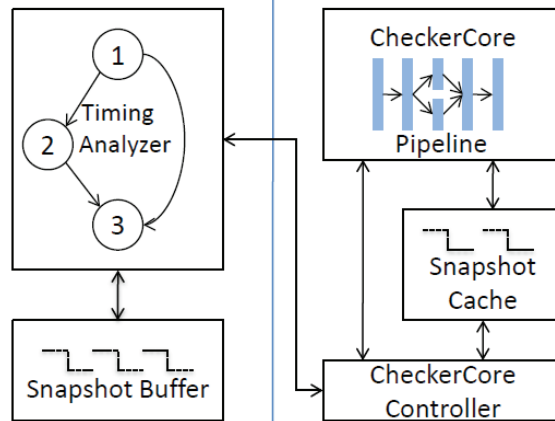 1
Timing
2 Analyzer
3
Snapshot Buffer
CheckerCore
Pipeline
Snapshot
Cache
CheckerCore
Controller